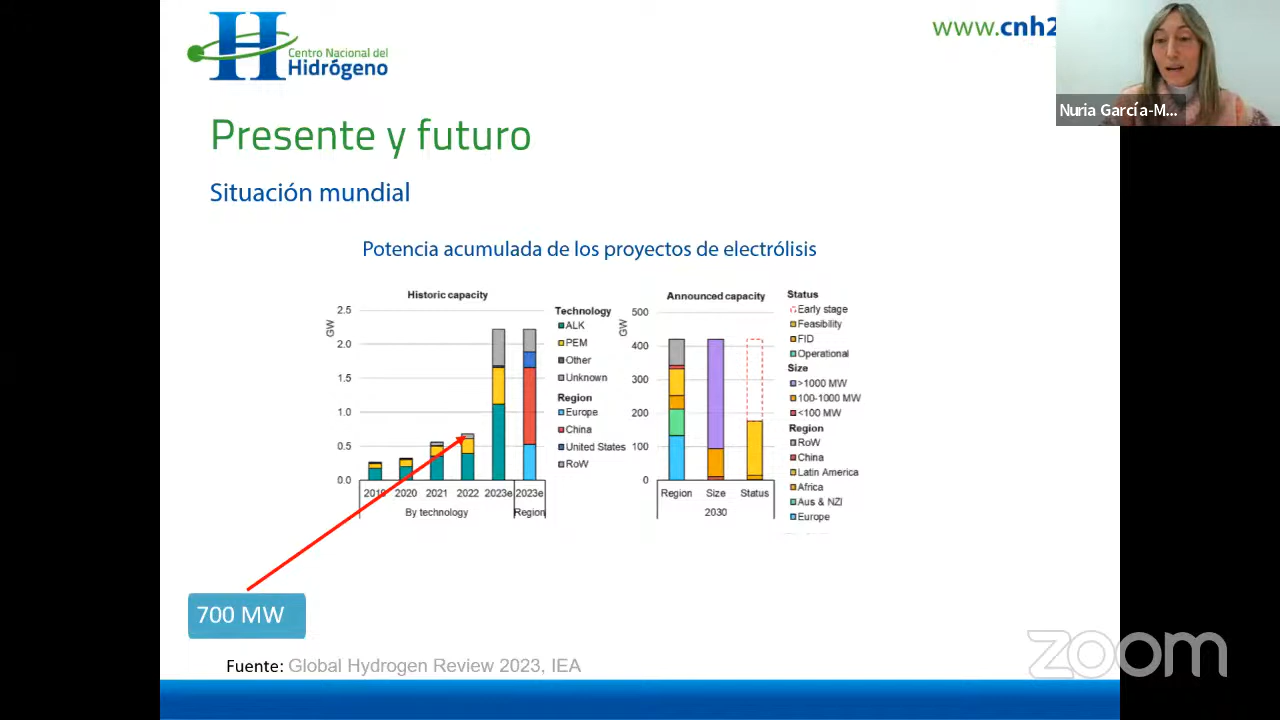 Centro Nacional del
Hidrógeno
www.cnh2
Nuria García-M...
Presente y futuro
Situación mundial
Potencia acumulada de los proyectos de electrólisis
Historic capacity
GW
2.5
2.0
1.5
1.0
0.5
0.0
2019 2020 2021 2022 2023e 2023e
By technology Region
Technology
ALK
PEM
Other
Unknown
Region
Europe
China
United States
RoW
Announced capacity
GW
500
400
300
200
100
0
Region Size Status
2030
Status
Early stage
Feasibility
FID
Operational
Size
>1000 MW
100-1000 MW
<100 MW
Region
RoW
China
Latin America
Africa
Aus & NZl
Europe
700 MW
Fuente: Global Hydrogen Review 2023, IEA
zoom